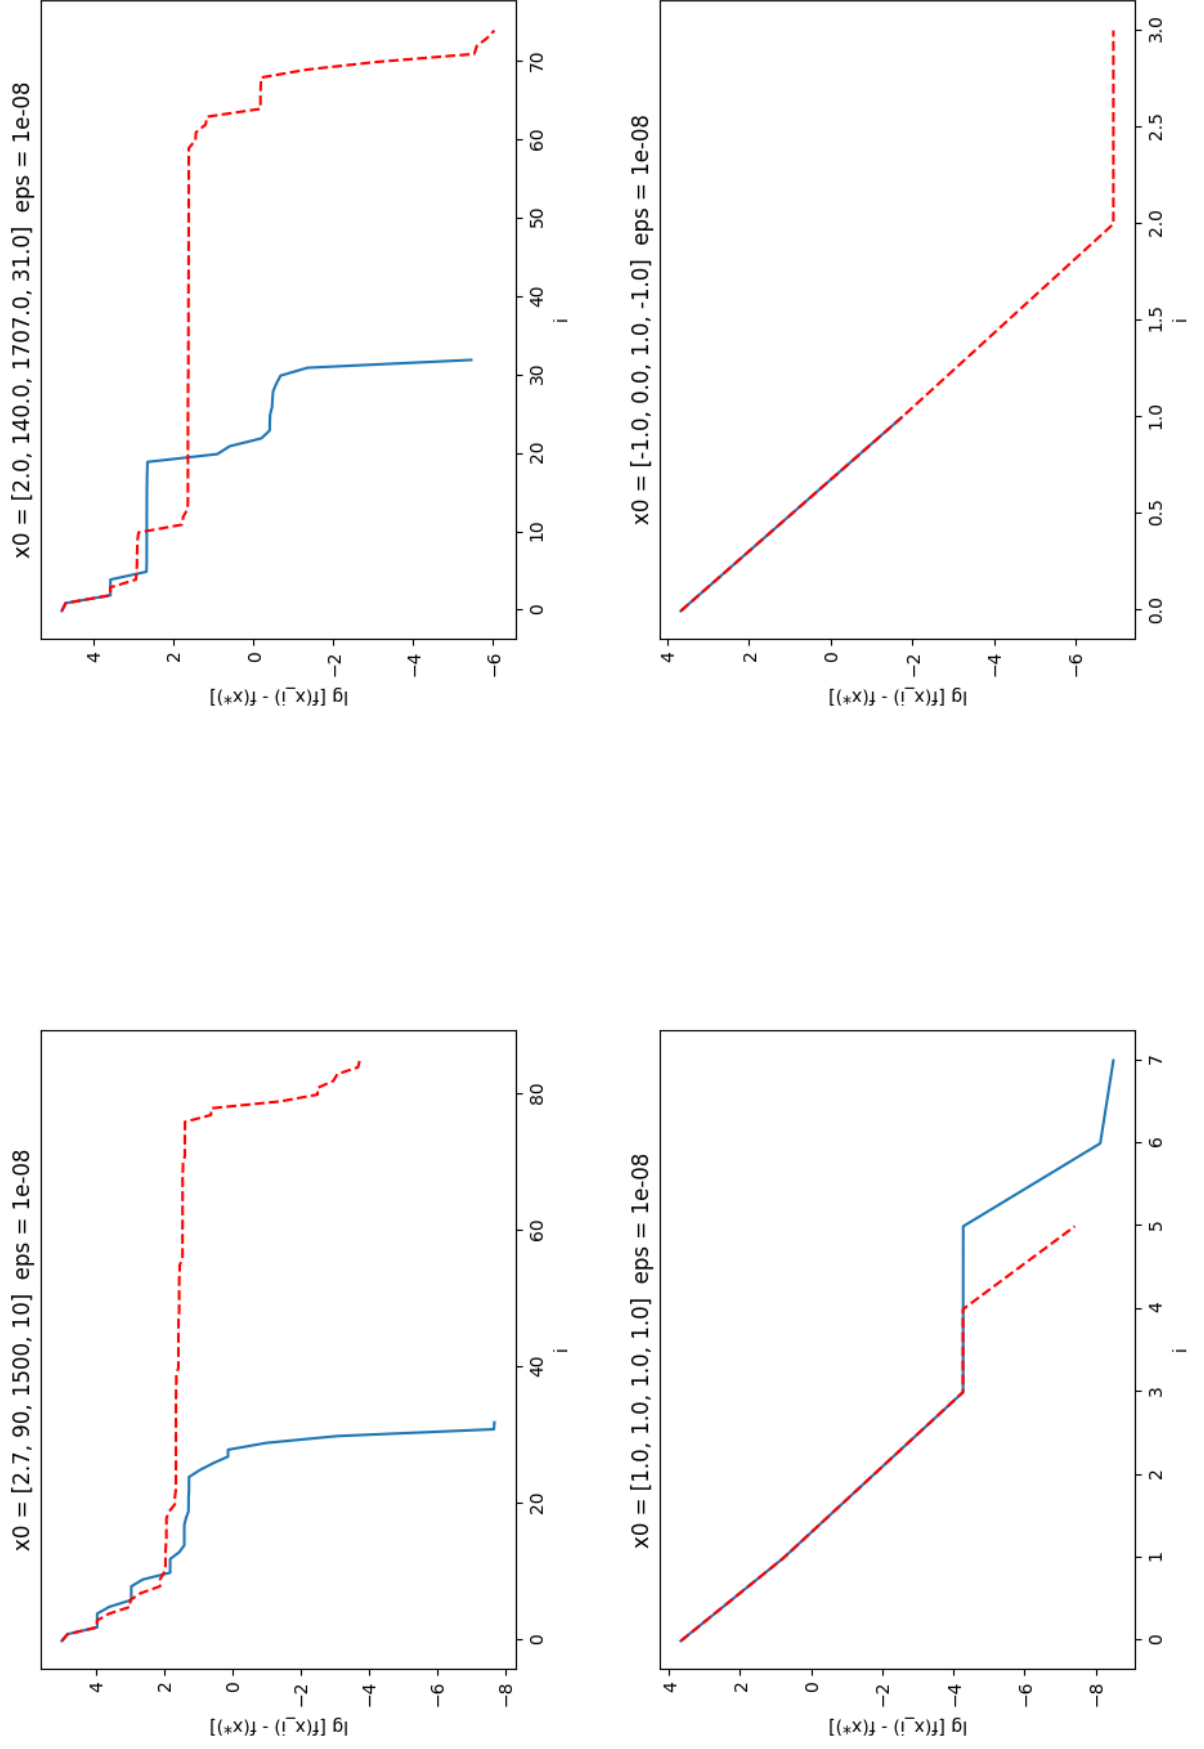 x0 = [2.7, 90, 1500, 10]  eps = 1e-08
lg [ f(x_i) - f(x*)]
4
2
0
−2
−4
−6
−8
0 20 40 60 80
i
x0 = [2.0, 140.0, 1707.0, 31.0]  eps = 1e-08
lg [ f(x_i) - f(x*)]
4
2
0
−2
−4
−6
0 10 20 30 40 50 60 70
i
x0 = [1.0, 1.0, 1.0, 1.0]  eps = 1e-08
lg [ f(x_i) - f(x*)]
4
2
0
−2
−4
−6
−8
0 1 2 3 4 5 6 7
i
x0 = [-1.0, 0.0, 1.0, -1.0]  eps = 1e-08
lg [ f(x_i) - f(x*)]
4
2
0
−2
−4
−6
0.0 0.5 1.0 1.5 2.0 2.5 3.0
i